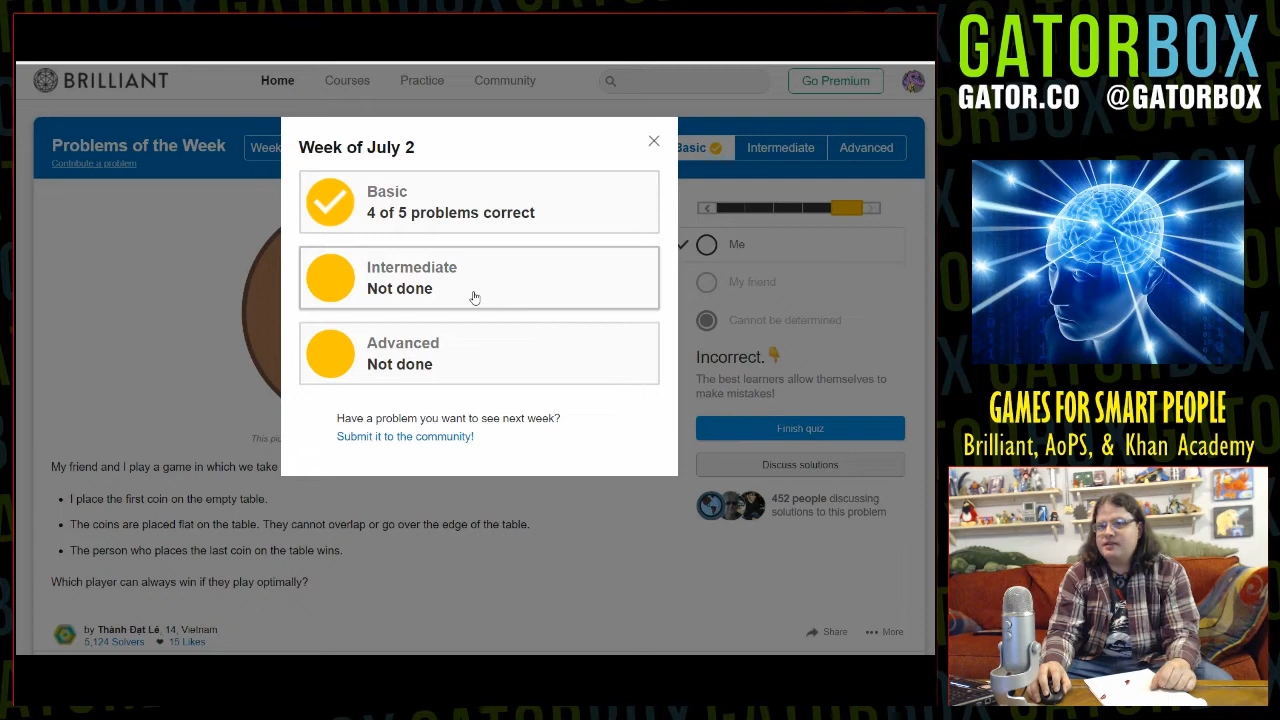 GATORBOX
GATOR.CO @GATORBOX
BRILLIANT
Home Courses Practice Community
Go Premium
Problems of the Week
Contribute a problem
Week
Basic Intermediate Advanced
Week of July 2
Basic
4 of 5 problems correct
Intermediate
Not done
Advanced
Not done
Have a problem you want to see next week?
Submit it to the community!
Me
My friend
Cannot be determined
Incorrect.
The best learners allow themselves to
make mistakes!
Finish quiz
Discuss solutions
452 people discussing
solutions to this problem
This pi
My friend and I play a game in which we take
I place the first coin on the empty table.
The coins are placed flat on the table. They cannot overlap or go over the edge of the table.
The person who places the last coin on the table wins.
Which player can always win if they play optimally?
by Thành Đạt Lê, 14, Vietnam
5,124 Solvers 15 Likes
Share More
GAMES FOR SMART PEOPLE
Brilliant, AoPS, & Khan Academy